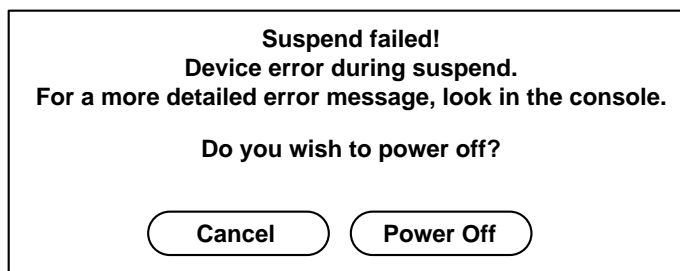 Suspend failed!
Device error during suspend.
For a more detailed error message, look in the console.
Do you wish to power off?
Cancel
Power Off